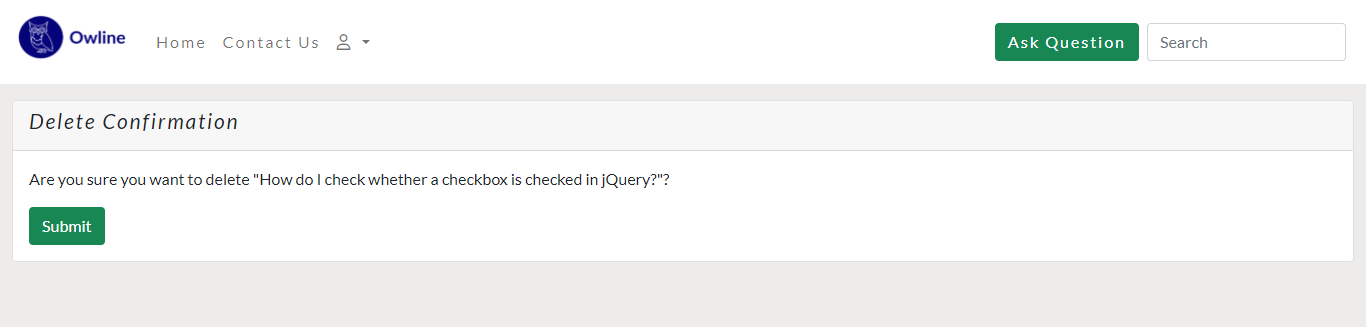 Owline
Home
Contact Us
Ask Question
Search
Delete Confirmation
Are you sure you want to delete "How do I check whether a checkbox is checked in jQuery?"?
Submit